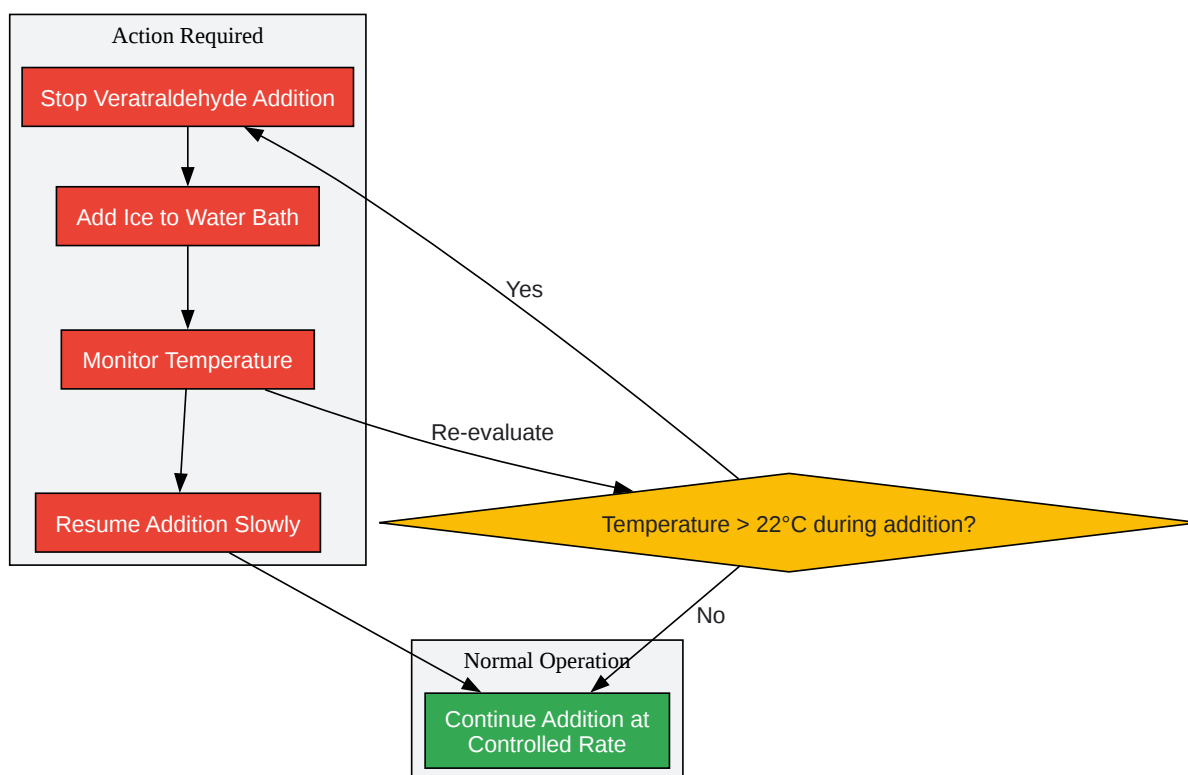 Action Required
Stop Veratraldehyde Addition
Add Ice to Water Bath
Yes
Monitor Temperature
Re-evaluate
Resume Addition Slowly
Temperature > 22°C during addition?
No
Normal Operation
Continue Addition at
Controlled Rate